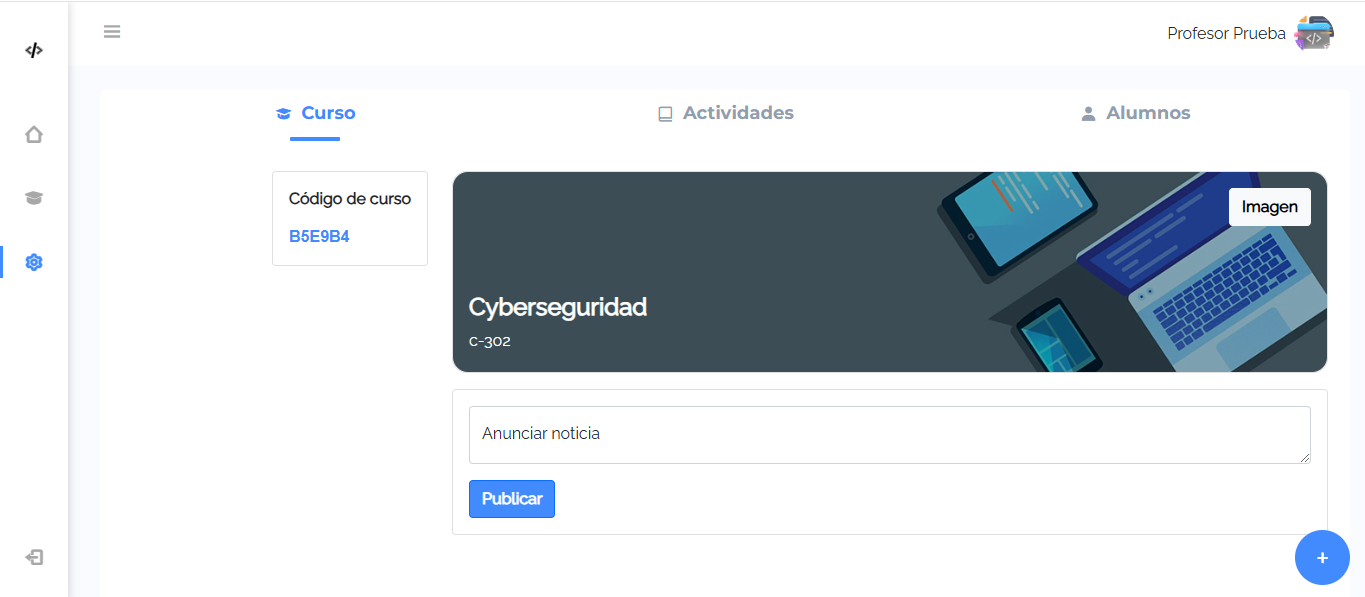 Profesor Prueba
Curso
Actividades
Alumnos
Código de curso
B5E9B4
Imagen
Cyberseguridad
c-302
Anunciar noticia
Publicar
+